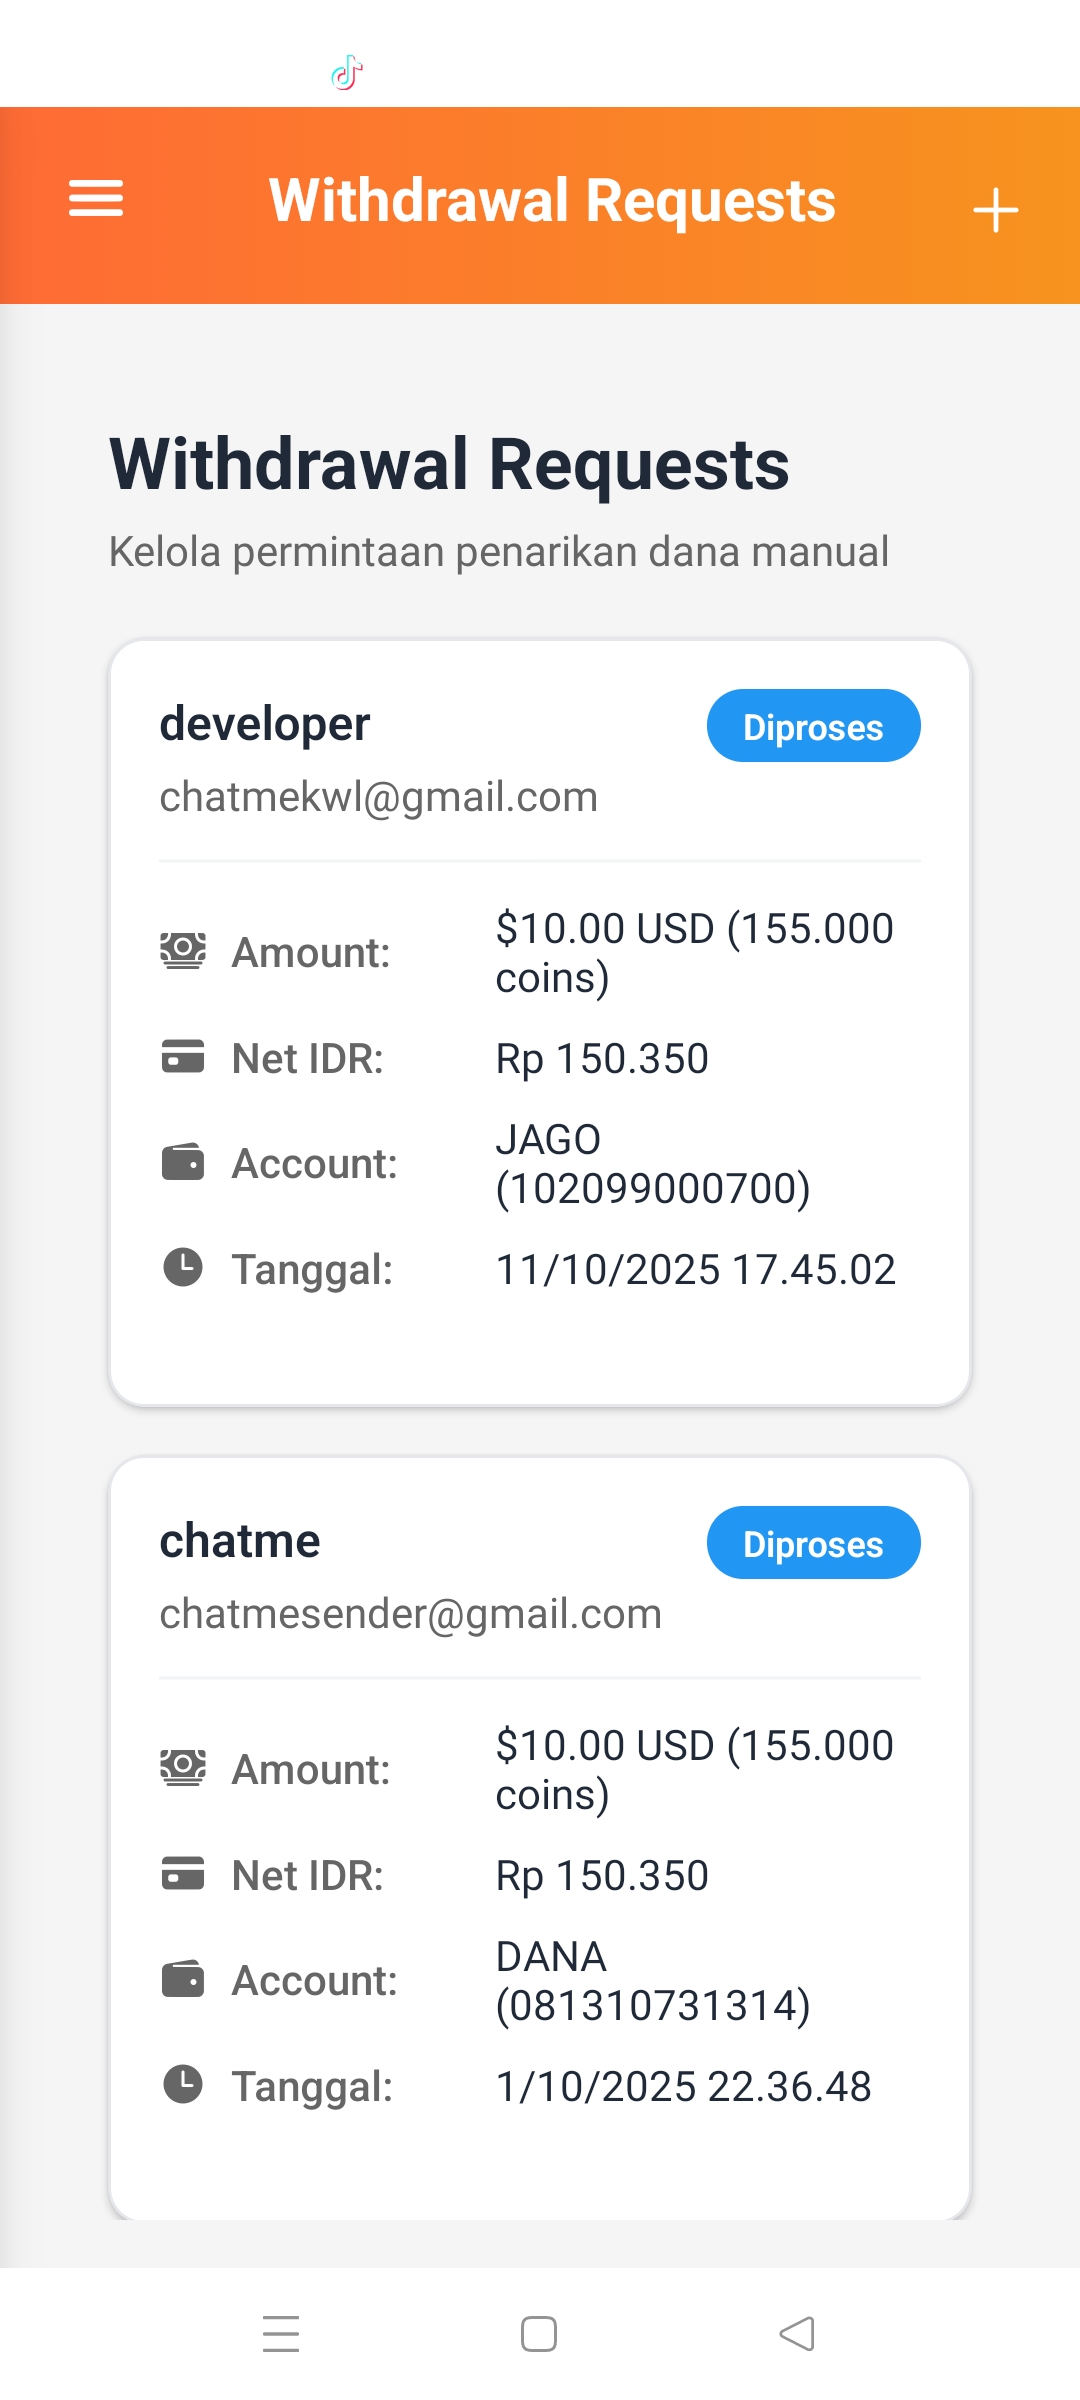 Withdrawal Requests
Withdrawal Requests
Kelola permintaan penarikan dana manual
developer
Diproses
chatmekwl@gmail.com
Amount:
$10.00 USD (155.000
coins)
Net IDR:
Rp 150.350
Account:
JAGO
(102099000700)
Tanggal:
11/10/2025 17.45.02
chatme
Diproses
chatmesender@gmail.com
Amount:
$10.00 USD (155.000
coins)
Net IDR:
Rp 150.350
Account:
DANA
(081310731314)
Tanggal:
1/10/2025 22.36.48